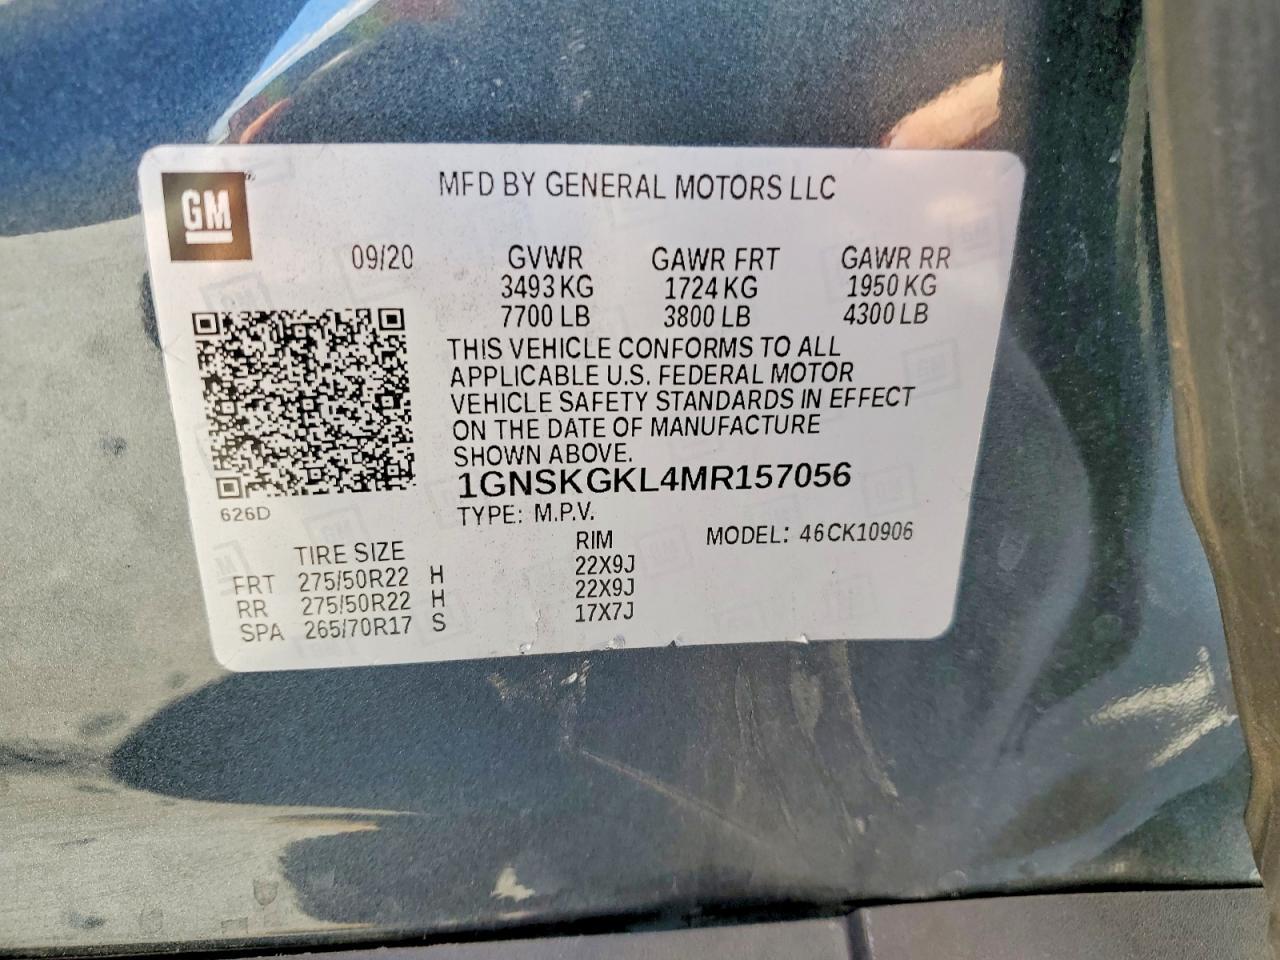 GM
MFD BY GENERAL MOTORS LLC
09/20 GVWR GAWR FRT GAWR RR
3493 KG 1724 KG 1950 KG
7700 LB 3800 LB 4300 LB
THIS VEHICLE CONFORMS TO ALL
APPLICABLE U.S. FEDERAL MOTOR
VEHICLE SAFETY STANDARDS IN EFFECT
ON THE DATE OF MANUFACTURE
SHOWN ABOVE.
1GNSKGKL4MR157056
626D
TYPE: M.P.V.
TIRE SIZE RIM MODEL: 46CK10906
FRT 275/50R22 H 22X9J
RR 275/50R22 H 22X9J
SPA 265/70R17 S 17X7J